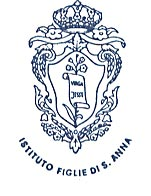 VIRGA
JESSE
ISTITUTO FIGLIE DI S. ANNA